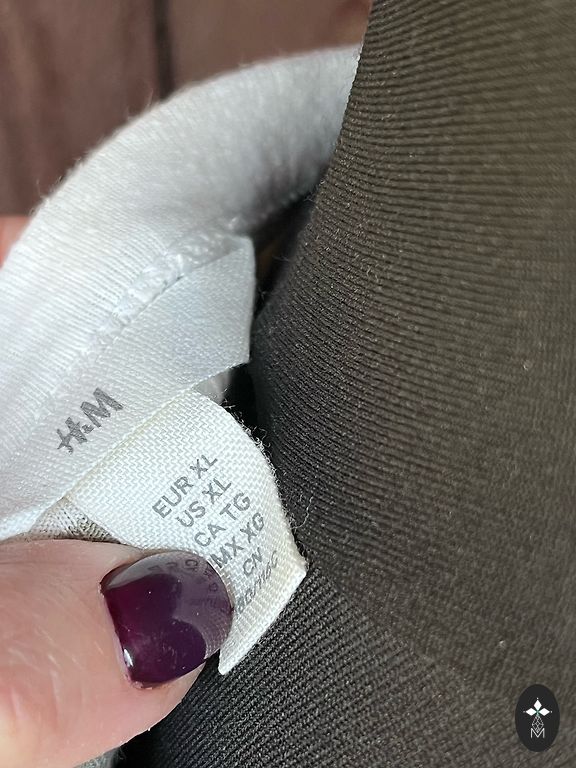 H&M
EUR XL
US XL
CA TG
MX XG
CN
M